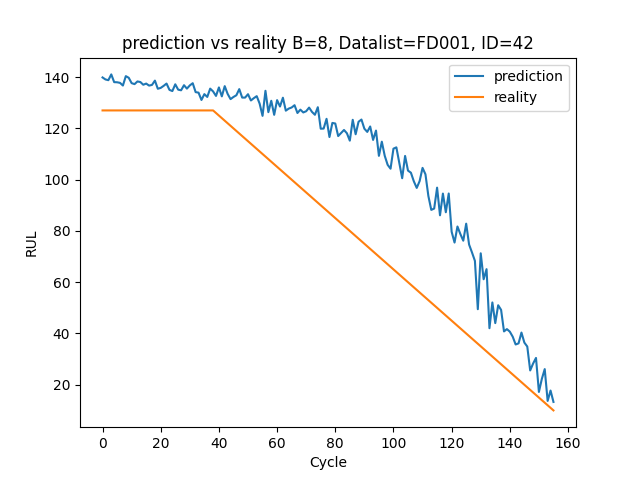 prediction vs reality B=8, Datalist=FD001, ID=42
prediction
reality
140
120
100
80
60
40
20
RUL
0 20 40 60 80 100 120 140 160
Cycle